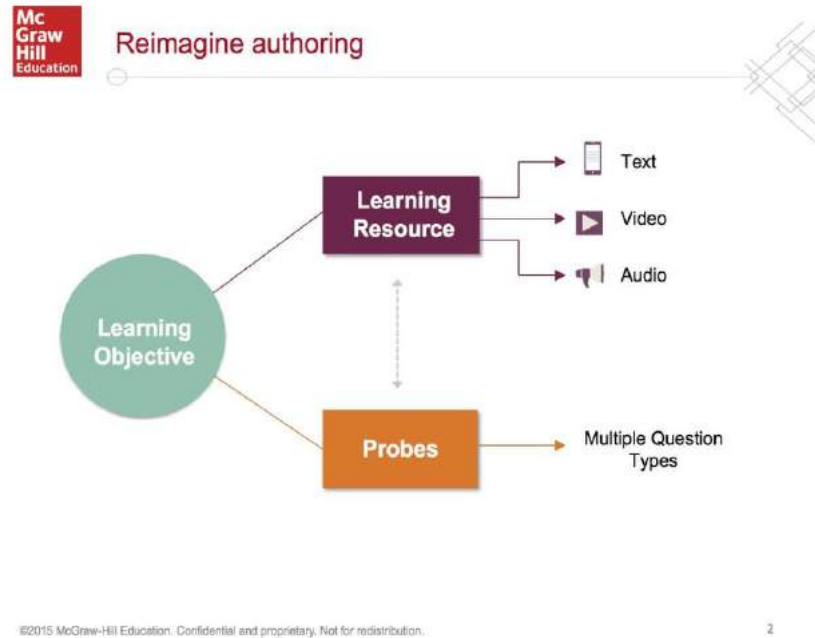 Mc
Graw
Hill
Education
Reimagine authoring
Learning
Resource
Text
Video
Audio
Learning
Objective
Probes
Multiple Question
Types
©2015 McGraw-Hill Education. Confidential and proprietary. Not for redistribution.
2